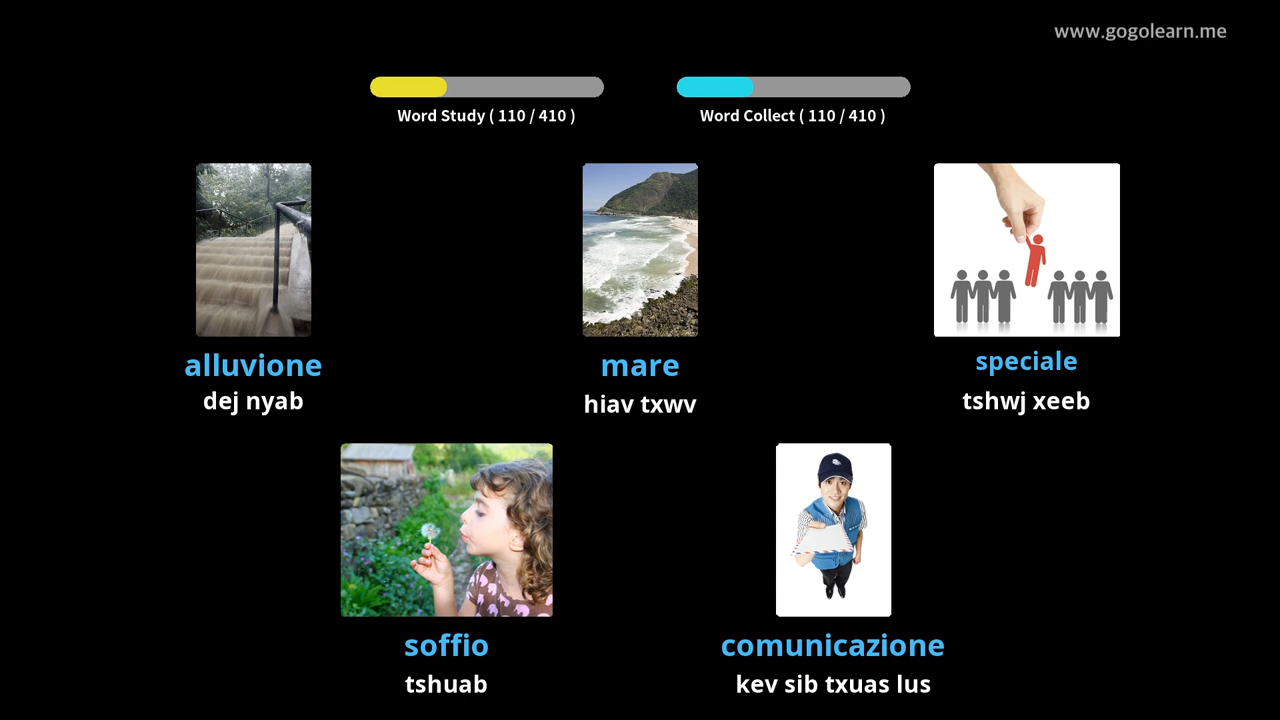 www.gogolearn.me
Word Study ( 110 / 410 )
Word Collect ( 110 / 410 )
alluvione
dej nyab
mare
hiav txwv
speciale
tshwj xeeb
soffio
tshuab
comunicazione
kev sib txuas lus